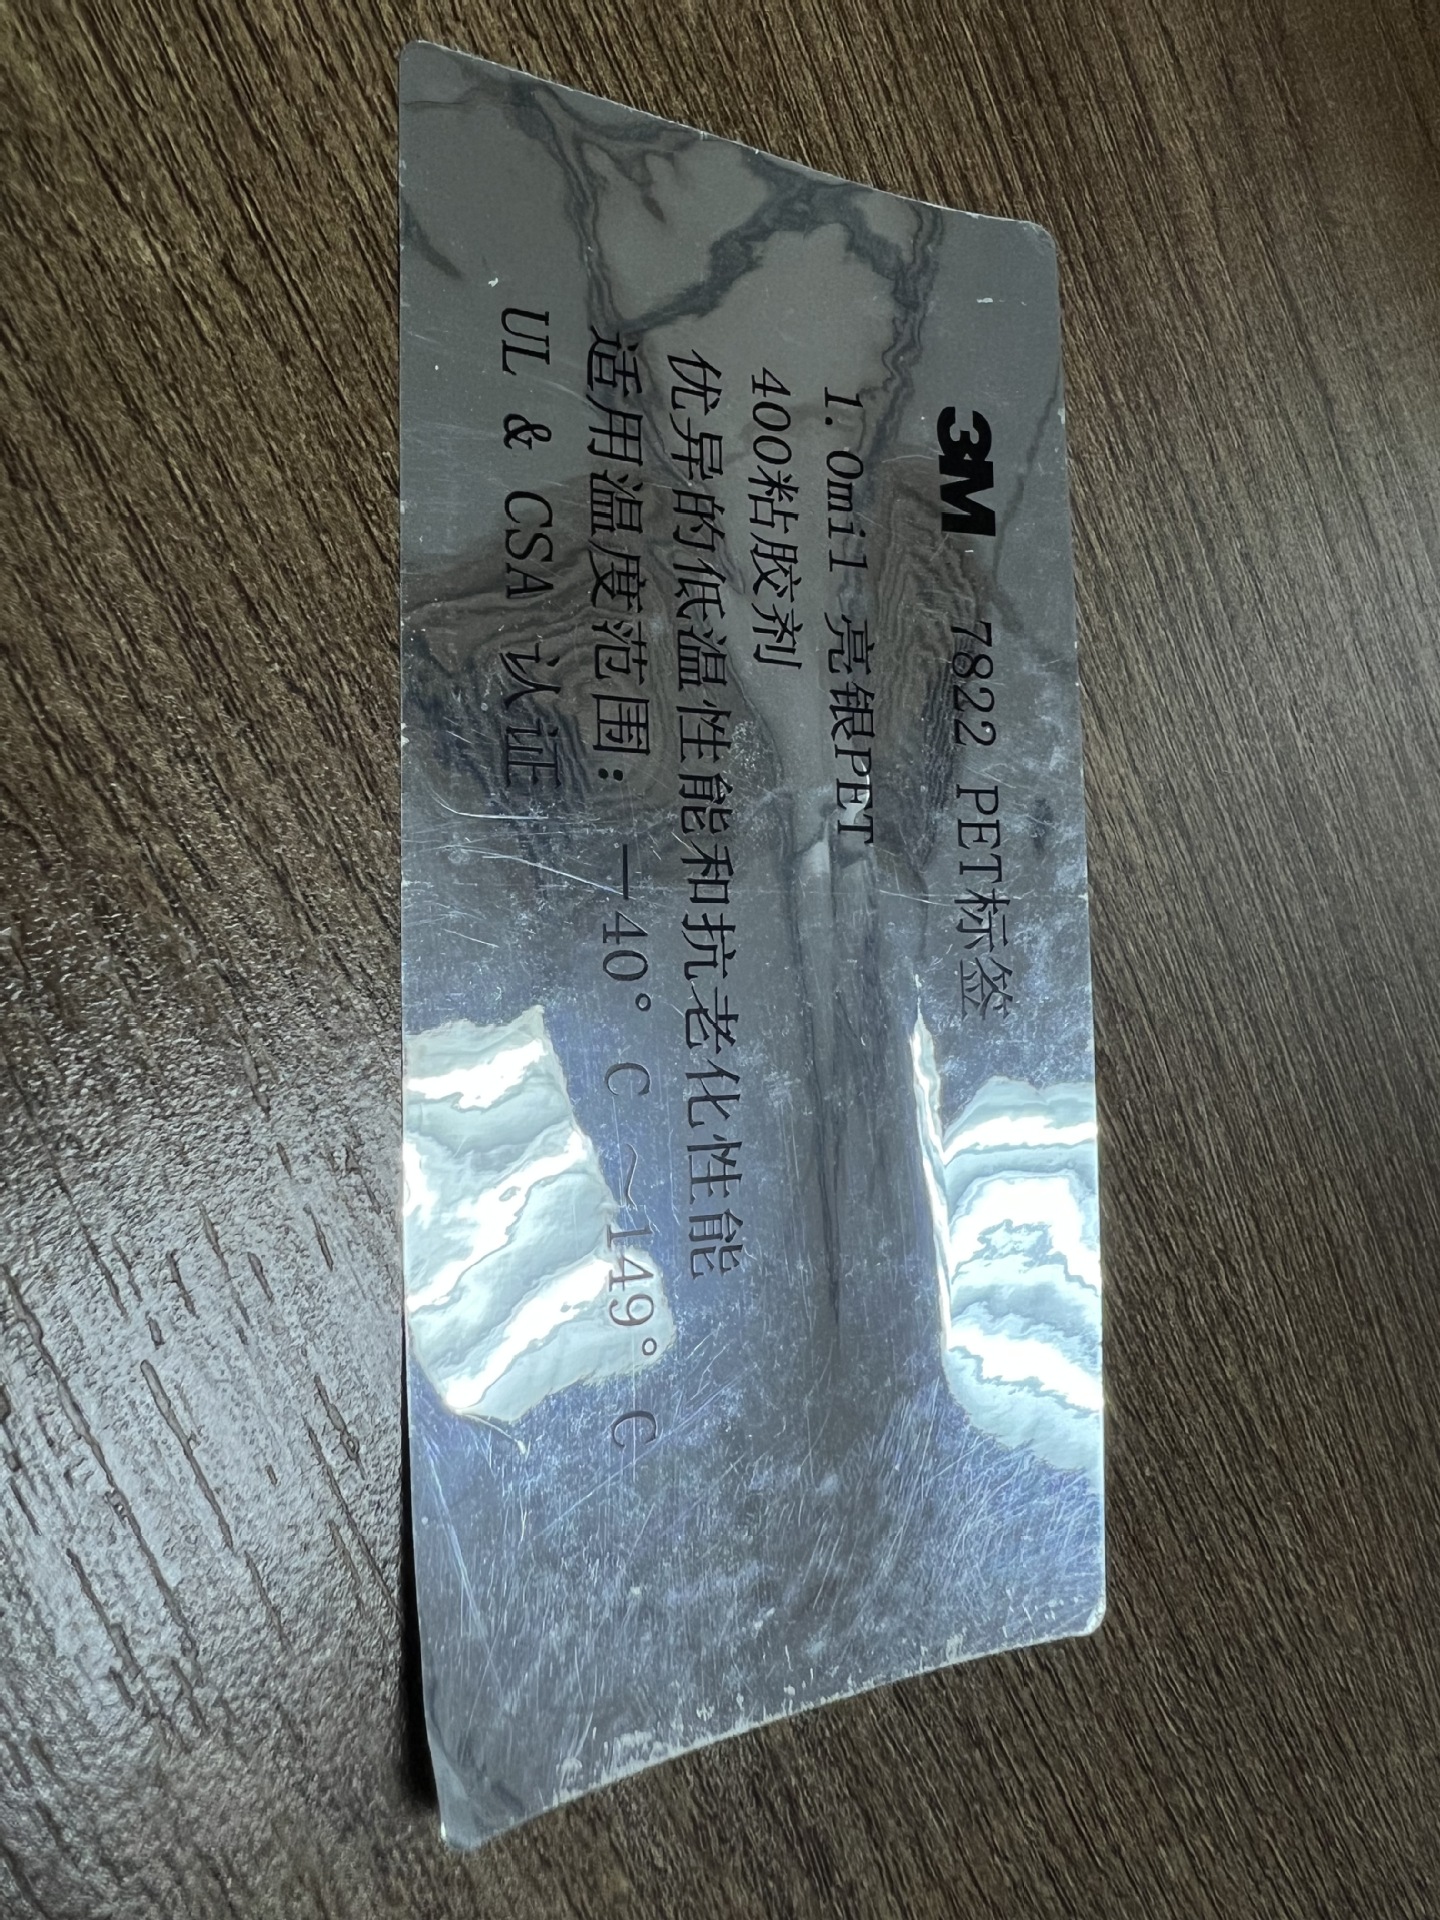 3M 7822 PET标签
1.0mil 亮银PET
400粘胶剂
优异的低温性能和抗老化性能
适用温度范围：—40°C～149°C
UL & CSA 认证